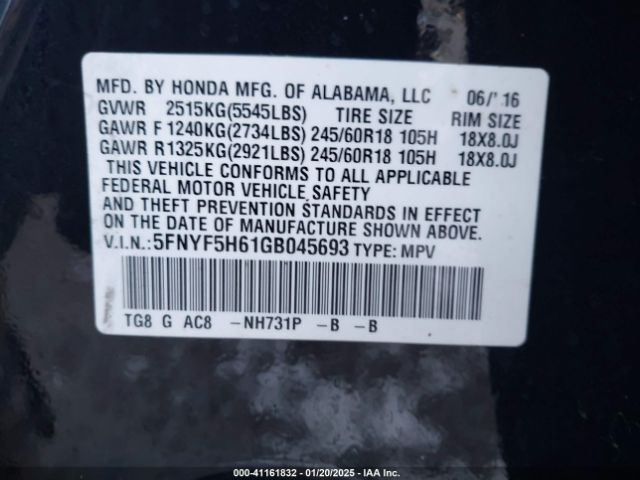 MFD. BY HONDA MFG. OF ALABAMA, LLC 06/'16
GVWR 2515KG(5545LBS) TIRE SIZE RIM SIZE
GAWR F 1240KG(2734LBS) 245/60R18 105H 18X8.0J
GAWR R1325KG(2921LBS) 245/60R18 105H 18X8.0J
THIS VEHICLE CONFORMS TO ALL APPLICABLE
FEDERAL MOTOR VEHICLE SAFETY
AND THEFT PREVENTION STANDARDS IN EFFECT
ON THE DATE OF MANUFACTURE SHOWN ABOVE.
V.I.N.:5FNYF5H61GB045693 TYPE: MPV
TG8 G AC8 -NH731P -B -B
000-41161832 / 01/20/2025 - IAA Inc.